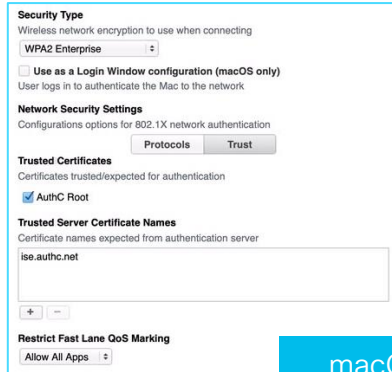 Security Type
Wireless network encryption to use when connecting
WPA2 Enterprise
Use as a Login Window configuration (macOS only)
User logs in to authenticate the Mac to the network
Network Security Settings
Configurations options for 802.1X network authentication
Protocols Trust
Trusted Certificates
Certificates trusted/expected for authentication
AuthC Root
Trusted Server Certificate Names
Certificate names expected from authentication server
ise.authc.net
+ −
Restrict Fast Lane QoS Marking
Allow All Apps